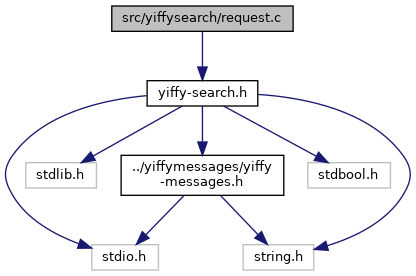 src/yiffysearch/request.c
yiffy-search.h
stdlib.h
../yiffymessages/yiffy
-messages.h
stdbool.h
stdio.h
string.h